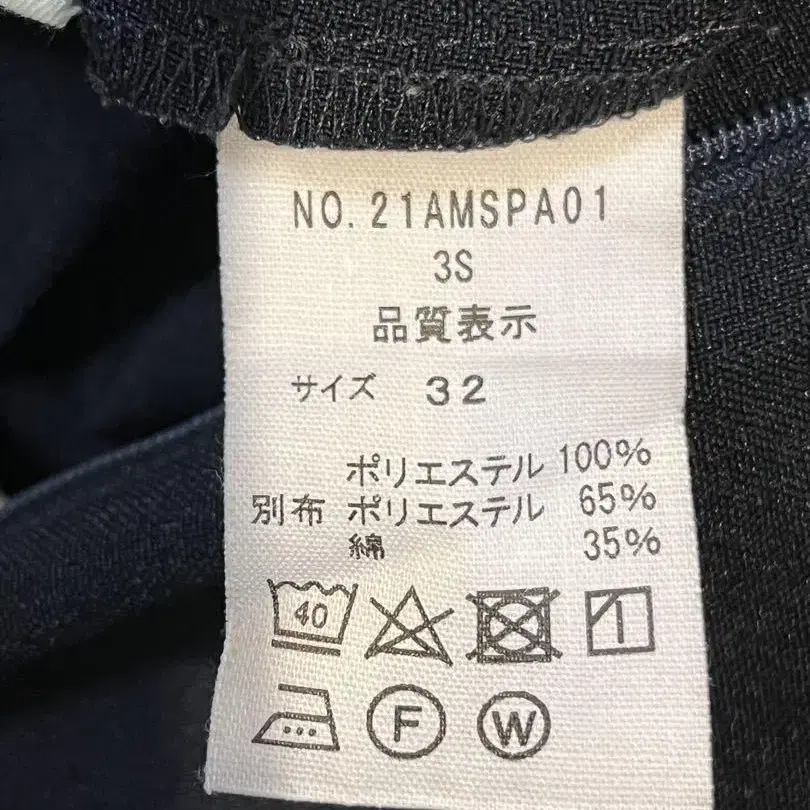 NO. 21AMSPA01
3S
品質表示
サイズ 32
ポリエステル 100%
別布 ポリエステル 65%
綿 35%
40
F W